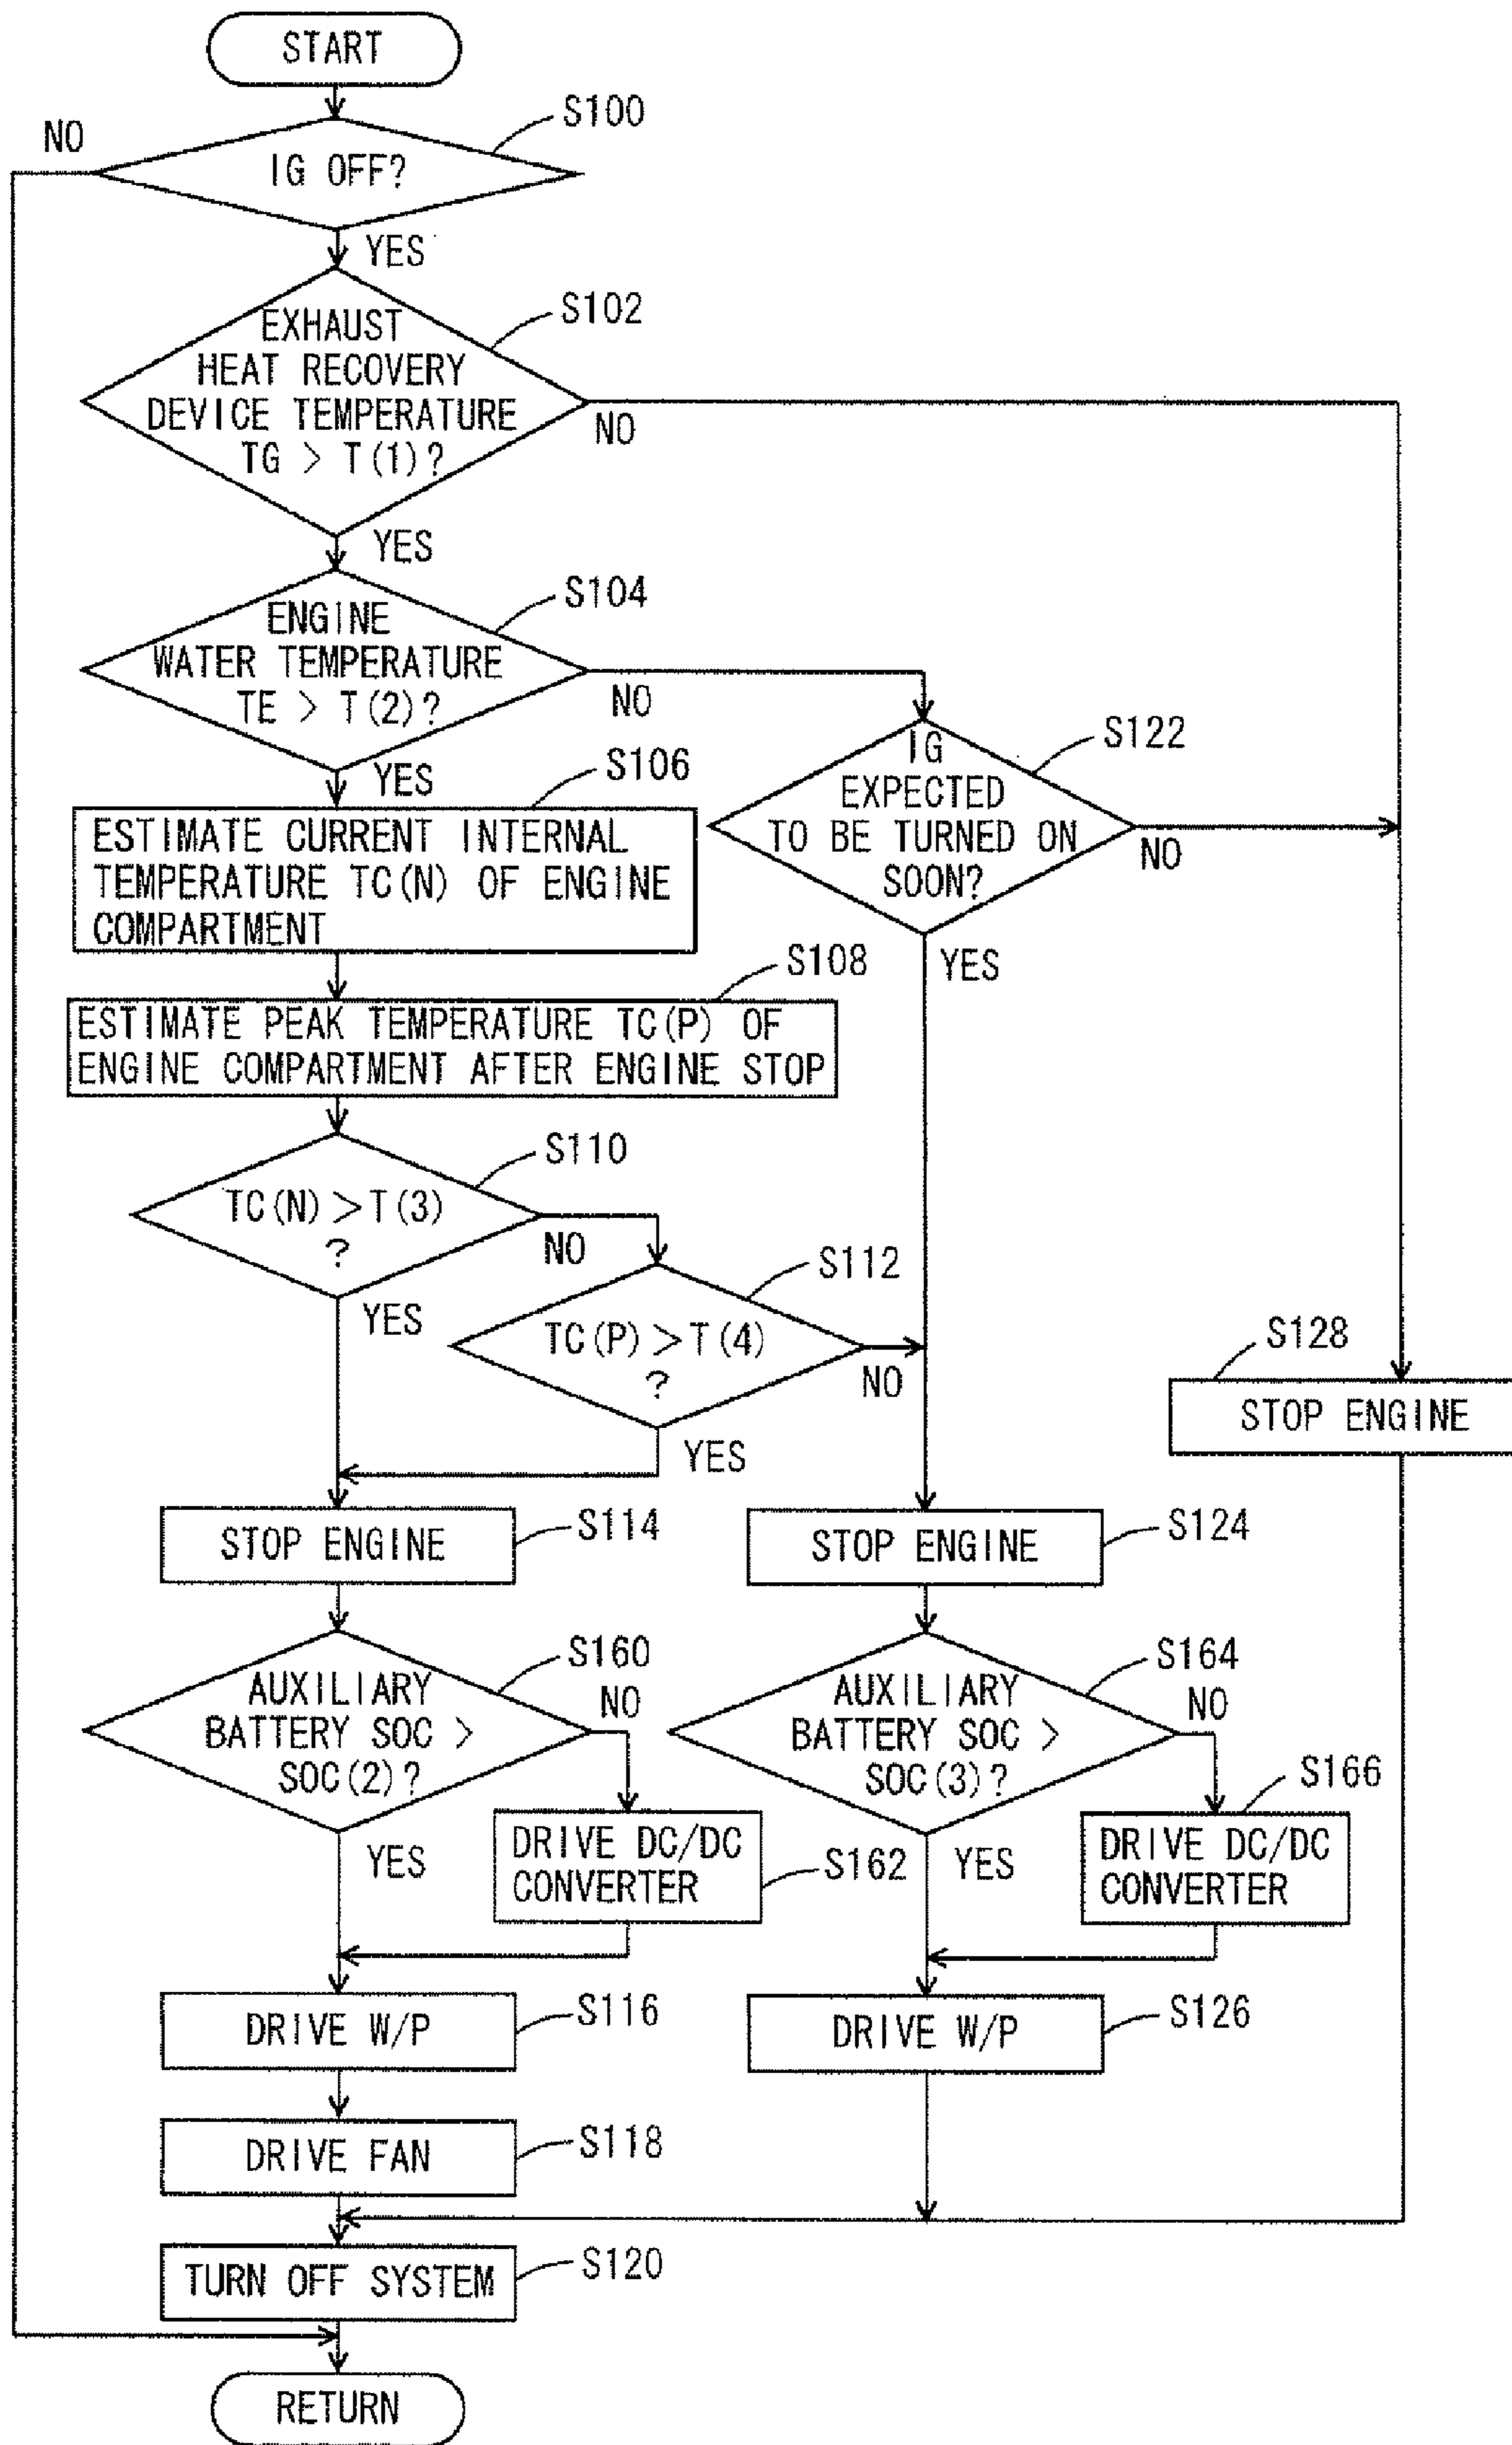 START
S100
NO
IG OFF?
YES
S102
EXHAUST
HEAT RECOVERY
DEVICE TEMPERATURE
TG > T(1)?
NO
YES
S104
ENGINE
WATER TEMPERATURE
TE > T(2)?
NO
YES
S122
IG
EXPECTED
TO BE TURNED ON
SOON?
NO
YES
S106
ESTIMATE CURRENT INTERNAL
TEMPERATURE TC(N) OF ENGINE
COMPARTMENT
S108
ESTIMATE PEAK TEMPERATURE TC(P) OF
ENGINE COMPARTMENT AFTER ENGINE STOP
S110
TC(N) > T(3)
?
NO
YES
S112
TC(P) > T(4)
?
NO
YES
S128
STOP ENGINE
STOP ENGINE
S114
STOP ENGINE
S124
S160
AUXILIARY
BATTERY SOC >
SOC(2)?
NO
YES
S164
AUXILIARY
BATTERY SOC >
SOC(3)?
NO
YES
DRIVE DC/DC
CONVERTER
S162
S166
DRIVE DC/DC
CONVERTER
DRIVE W/P
S116
DRIVE W/P
S126
DRIVE FAN
S118
TURN OFF SYSTEM
S120
RETURN